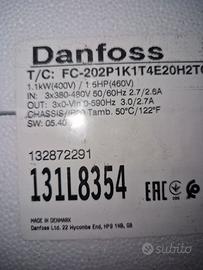 Danfoss
T/C: FC-202P1K1T4E20H2T
1.1kW(400V) / 1.5HP(460V)
IN: 3x380-480V 50/60Hz 2.7/2.6A
OUT: 3x0-Vin 0-590Hz 3.0/2.7A
CHASSIS/IP20 Tamb. 50°C/122°F
SW: 05.40
132872291
131L8354
EAC
MADE IN DENMARK
Danfoss Ltd. 22 Wycombe End, HP9 1NB, GB
Subito